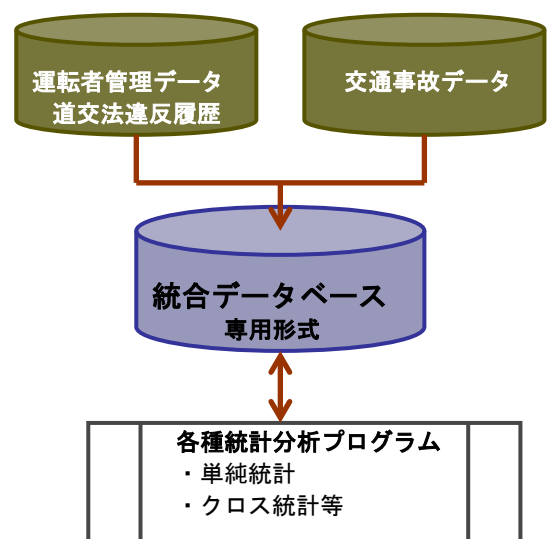 運転者管理データ
道交法違反履歴
交通事故データ
統合データベース
専用形式
各種統計分析プログラム
・単純統計
・クロス統計等